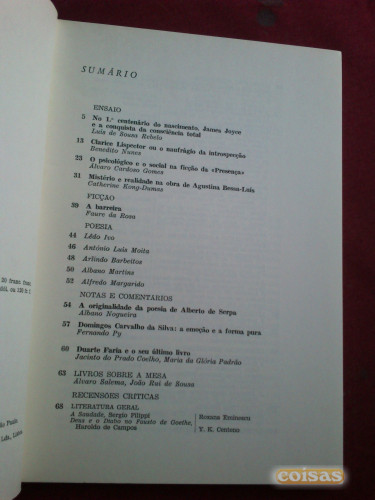 SUMÁRIO
ENSAIO
5 No 1.º centenário do nascimento, James Joyce
e a conquista da consciência total
Luís de Sousa Rebelo
13 Clarice Lispector ou o naufrágio da introspecção
Benedito Nunes
23 O psicológico e o social na ficção da «Presença»
Álvaro Cardoso Gomes
31 Mistério e realidade na obra de Agustina Bessa-Luís
Catherine Kong-Dumas
FICÇÃO
39 A barreira
Faure da Rosa
POESIA
44 Lêdo Ivo
46 António Luís Moita
48 Arlindo Barbeitos
50 Albano Martins
52 Alfredo Margarido
NOTAS E COMENTÁRIOS
54 A originalidade da poesia de Alberto de Serpa
Albano Nogueira
57 Domingos Carvalho da Silva: a emoção e a forma pura
Fernando Py
60 Duarte Faria e o seu último livro
Jacinto do Prado Coelho, Maria da Glória Padrão
63 LIVROS SOBRE A MESA
Álvaro Salema, João Rui de Sousa
RECENSÕES CRÍTICAS
68 LITERATURA GERAL
A Saudade, Sergio Filippi Roxana Eminescu
Deus e o Diabo no Fausto de Goethe,
Haroldo de Campos Y. K. Centeno
coisas